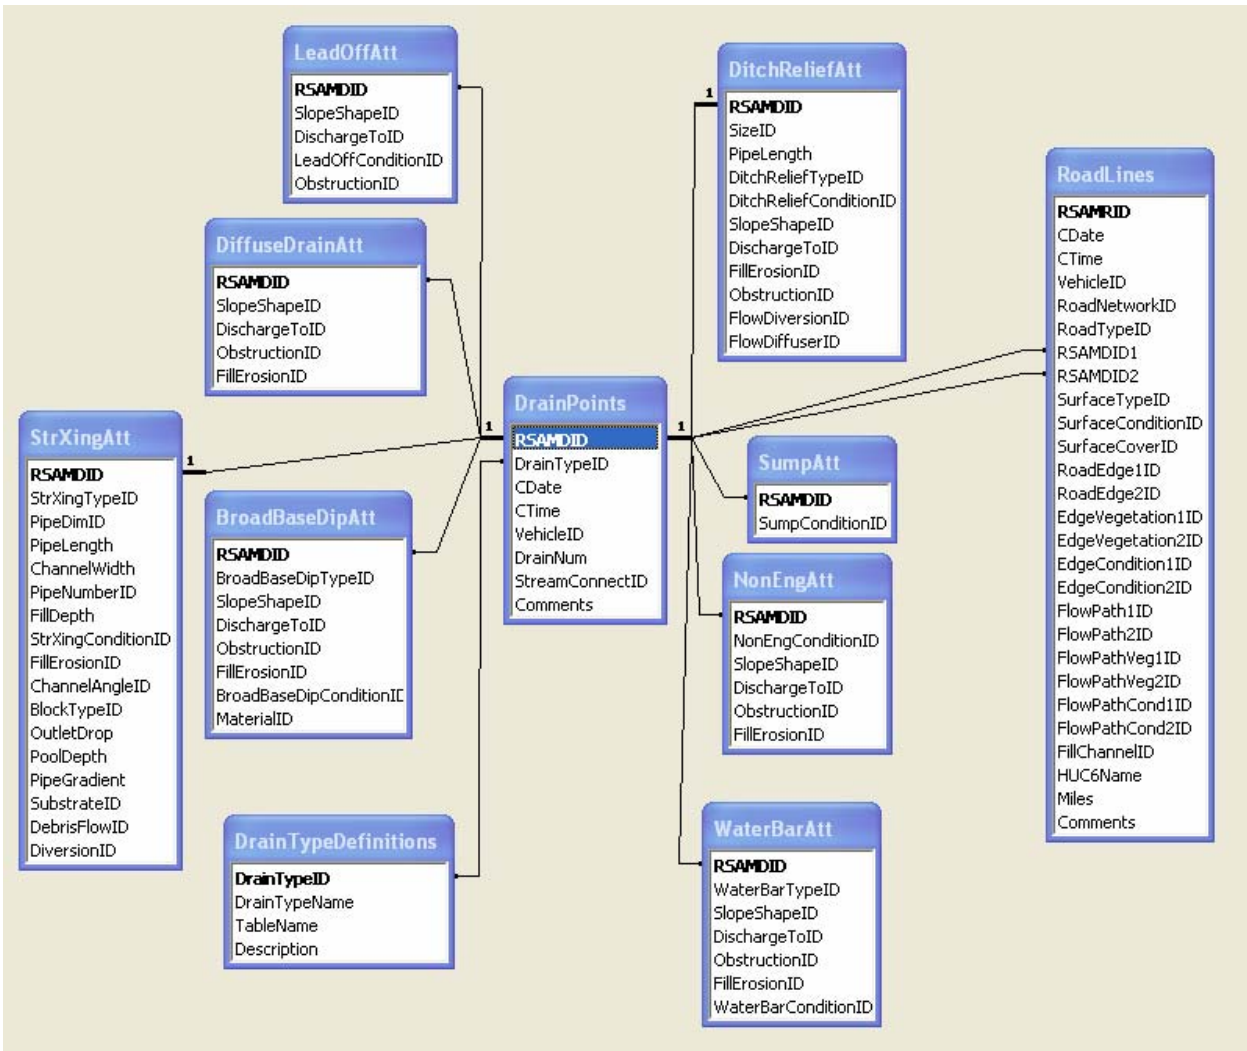 LeadOffAtt
RSAMDID
SlopeShapeID
DischargeToID
LeadOffConditionID
ObstructionID
DiffuseDrainAtt
RSAMDID
SlopeShapeID
DischargeToID
ObstructionID
FillErosionID
StrXingAtt
RSAMDID
StrXingTypeID
PipeDimID
PipeLength
ChannelWidth
PipeNumberID
FillDepth
StrXingConditionID
FillErosionID
ChannelAngleID
BlockTypeID
OutletDrop
PoolDepth
PipeGradient
SubstrateID
DebrisFlowID
DiversionID
1
BroadBaseDipAtt
RSAMDID
BroadBaseDipTypeID
SlopeShapeID
DischargeToID
ObstructionID
FillErosionID
BroadBaseDipConditionID
MaterialID
DrainTypeDefinitions
DrainTypeID
DrainTypeName
TableName
Description
1
DrainPoints
RSAMDID
DrainTypeID
CDate
CTime
VehicleID
DrainNum
StreamConnectID
Comments
1
1
DitchReliefAtt
RSAMDID
SizeID
PipeLength
DitchReliefTypeID
DitchReliefConditionID
SlopeShapeID
DischargeToID
FillErosionID
ObstructionID
FlowDiversionID
FlowDiffuserID
SumpAtt
RSAMDID
SumpConditionID
NonEngAtt
RSAMDID
NonEngConditionID
SlopeShapeID
DischargeToID
ObstructionID
FillErosionID
WaterBarAtt
RSAMDID
WaterBarTypeID
SlopeShapeID
DischargeToID
ObstructionID
FillErosionID
WaterBarConditionID
RoadLines
RSAMRID
CDate
CTime
VehicleID
RoadNetworkID
RoadTypeID
RSAMDID1
RSAMDID2
SurfaceTypeID
SurfaceConditionID
SurfaceCoverID
RoadEdge1ID
RoadEdge2ID
EdgeVegetation1ID
EdgeVegetation2ID
EdgeCondition1ID
EdgeCondition2ID
FlowPath1ID
FlowPath2ID
FlowPathVeg1ID
FlowPathVeg2ID
FlowPathCond1ID
FlowPathCond2ID
FillChannelID
HUC6Name
Miles
Comments